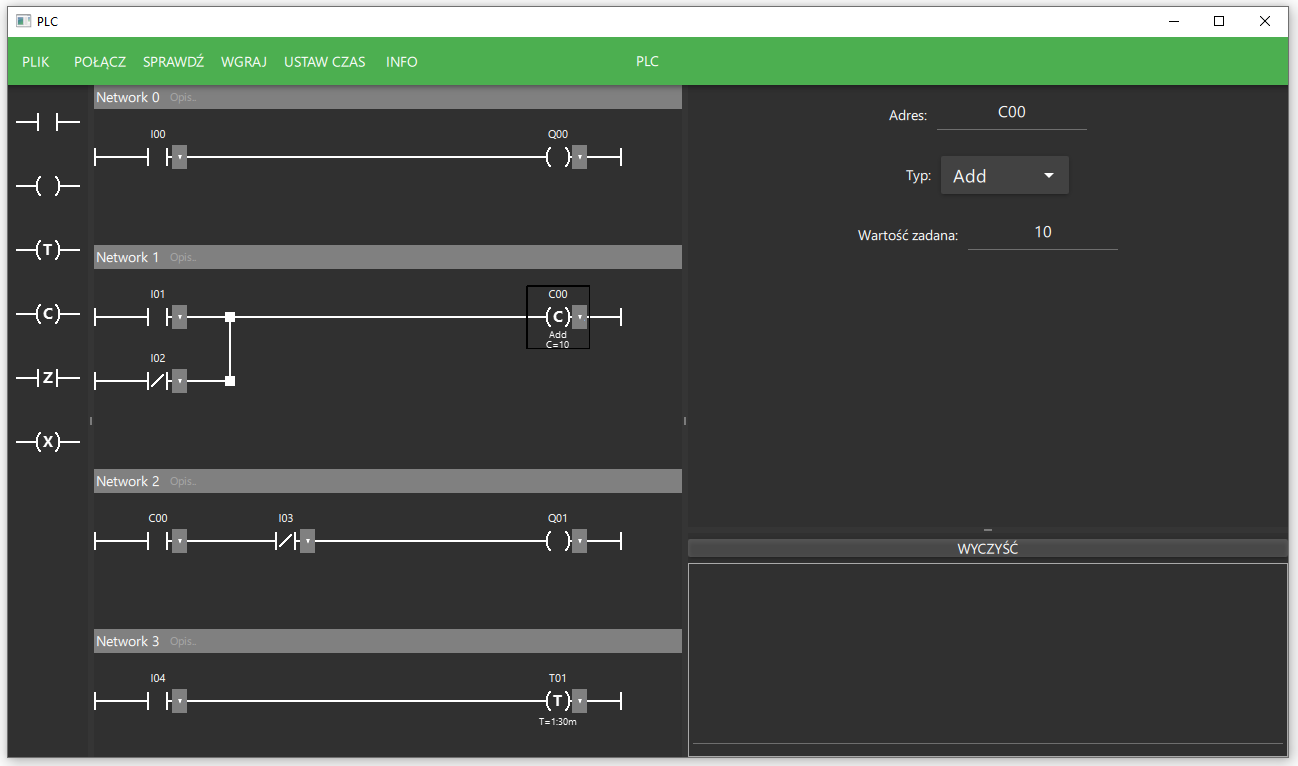 PLC
PLIK POŁĄCZ SPRAWDŹ WGRAJ USTAW CZAS INFO PLC
Network 0 Opis..
I00 Q00
Network 1 Opis..
I01 C00
C
Add
C=10
I02
Network 2 Opis..
C00 I03 Q01
Network 3 Opis..
I04 T01
T
T=1:30m
T
C
Z
X
Adres: C00
Typ: Add
Wartość zadana: 10
WYCZYŚĆ